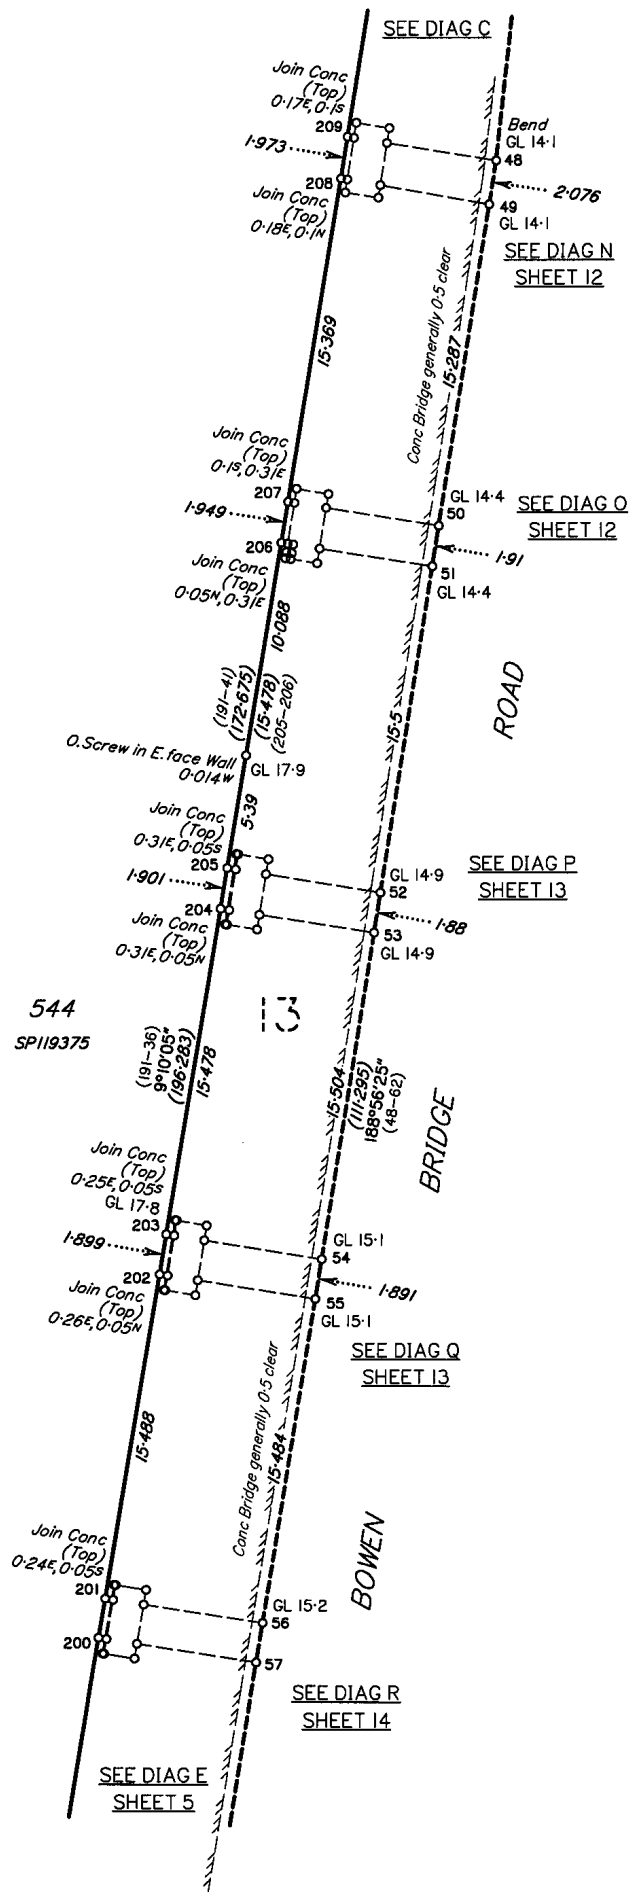 SEE DIAG C
Join Conc
(Top)
0·17E,0·1S
209
1·973
208
Join Conc
(Top)
0·18E,0·1N
Bend
GL 14·1
48
2·076
49
GL 14·1
SEE DIAG N
SHEET 12
15·369
Conc Bridge generally 0·5 clear
15·287
Join Conc
(Top)
0·1S,0·31E
207
1·949
206
Join Conc
(Top)
0·05N,0·31E
GL 14·4
50
SEE DIAG O
SHEET 12
1·91
51
GL 14·4
10·088
(191-41)
(172·675)
(15·478)
(205-206)
15·5
ROAD
O.Screw in E.face Wall
0·014W
GL 17·9
5·39
Join Conc
(Top)
0·31E,0·05S
205
1·901
204
Join Conc
(Top)
0·31E,0·05N
GL 14·9
52
SEE DIAG P
SHEET 13
1·88
53
GL 14·9
544
SP119375
13
(191-36)
9°10'05"
(196·283)
15·478
15·504
(111·295)
188°56'25"
(48-62)
BRIDGE
Join Conc
(Top)
0·25E,0·05S
GL 17·8
203
1·899
202
Join Conc
(Top)
0·26E,0·05N
GL 15·1
54
1·891
55
GL 15·1
SEE DIAG Q
SHEET 13
15·488
Conc Bridge generally 0·5 clear
15·484
BOWEN
Join Conc
(Top)
0·24E,0·05S
201
200
GL 15·2
56
57
SEE DIAG R
SHEET 14
SEE DIAG E
SHEET 5